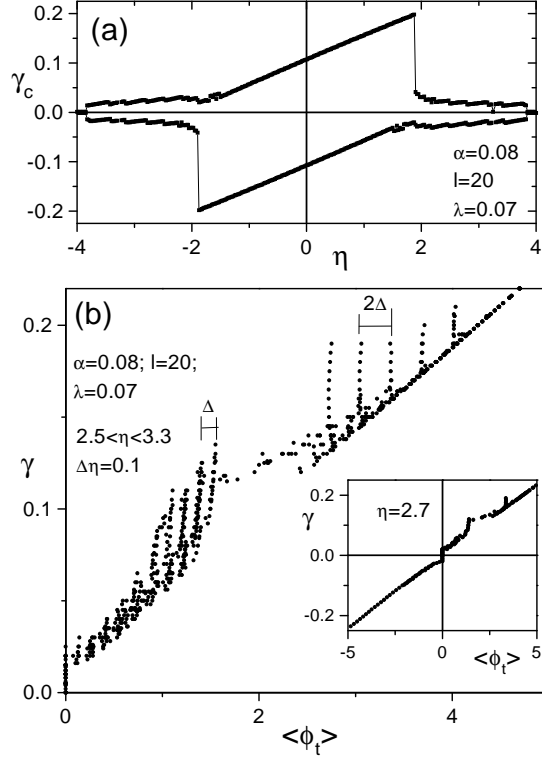 (a)
γc
0.2
0.1
0.0
-0.1
-0.2
α=0.08
l=20
λ=0.07
-4 -2 0 2 4
η
(b)
0.2
0.1
0.0
γ
α=0.08; l=20;
λ=0.07
2.5<η<3.3
Δη=0.1
Δ
2Δ
0 2 4
<ϕt>
γ
η=2.7
0.2
0.0
-0.2
-5 0 5
<ϕt>